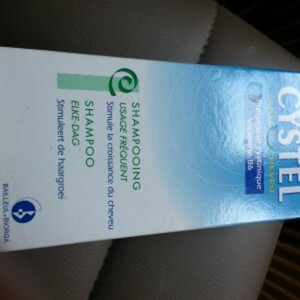 CYSTEL
SHAMPOOING
USAGE FRÉQUENT
Stimule la croissance du cheveu
SHAMPOO
ELKE-DAG
Stimuleert de haargroei
BAILLEUL-BIORGA